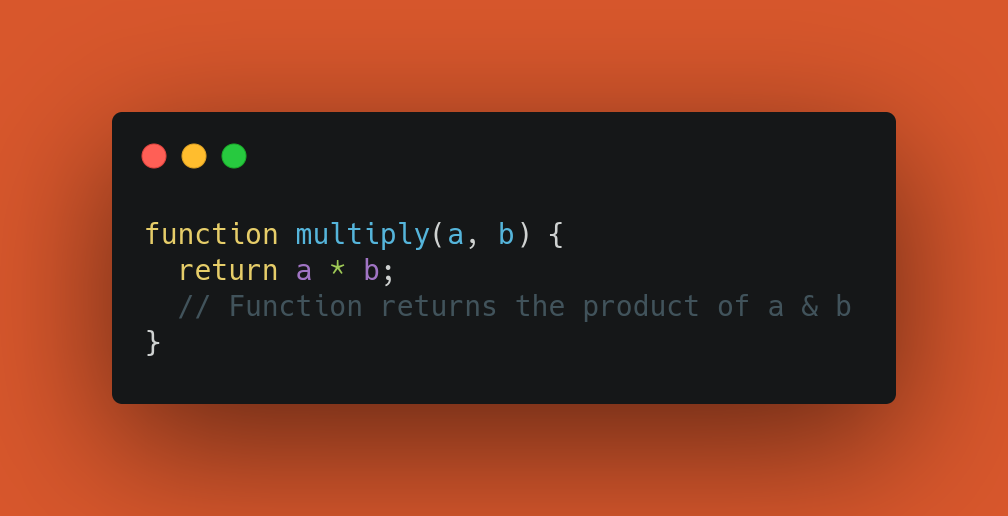 function multiply(a, b) {
  return a * b;
  // Function returns the product of a & b
}